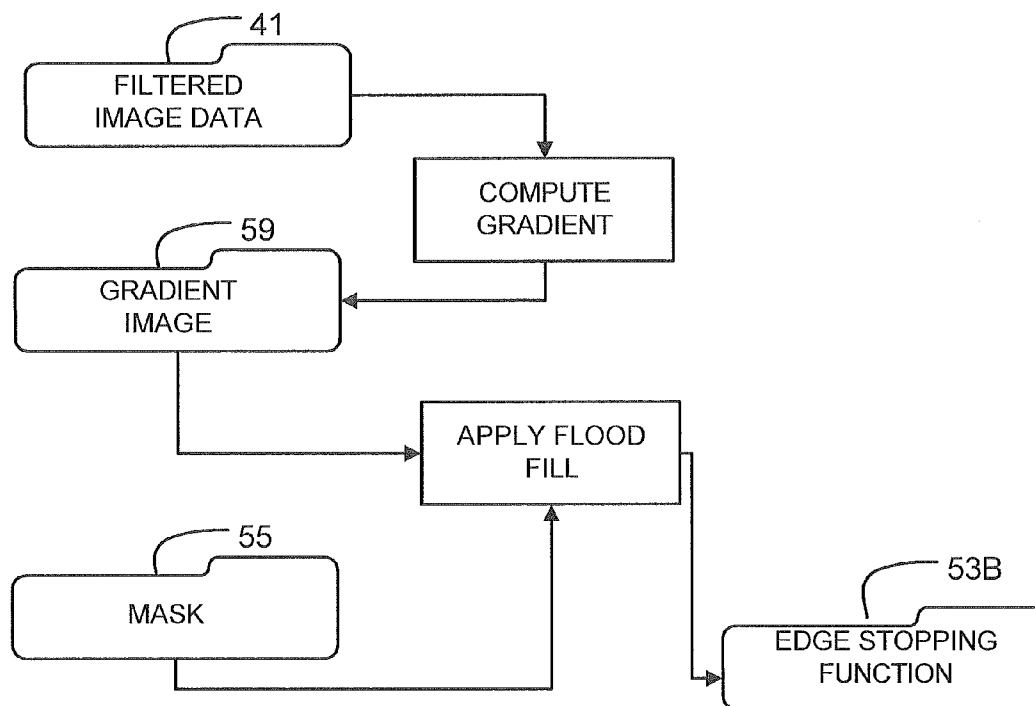 41
FILTERED
IMAGE DATA
COMPUTE
GRADIENT
59
GRADIENT
IMAGE
APPLY FLOOD
FILL
55
MASK
53B
EDGE STOPPING
FUNCTION